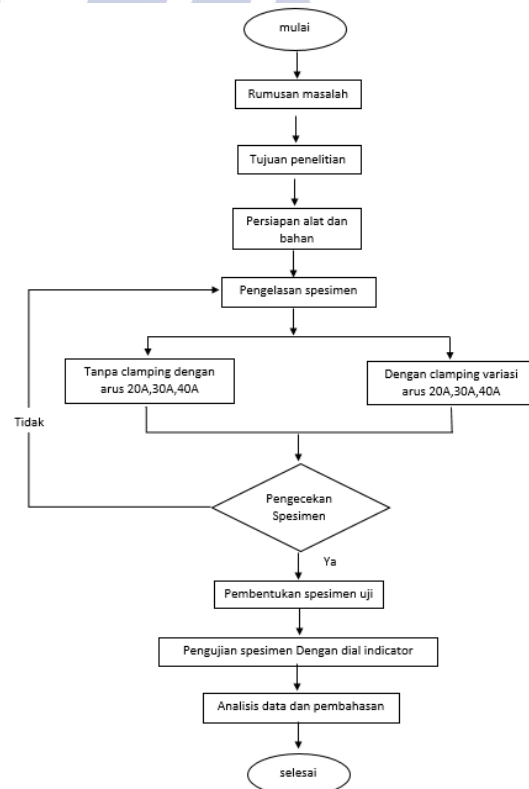 mulai
Rumusan masalah
Tujuan penelitian
Persiapan alat dan
bahan
Pengelasan spesimen
Tanpa clamping dengan
arus 20A,30A,40A
Dengan clamping variasi
arus 20A,30A,40A
Tidak
Pengecekan
Spesimen
Ya
Pembentukan spesimen uji
Pengujian spesimen Dengan dial indicator
Analisis data dan pembahasan
selesai